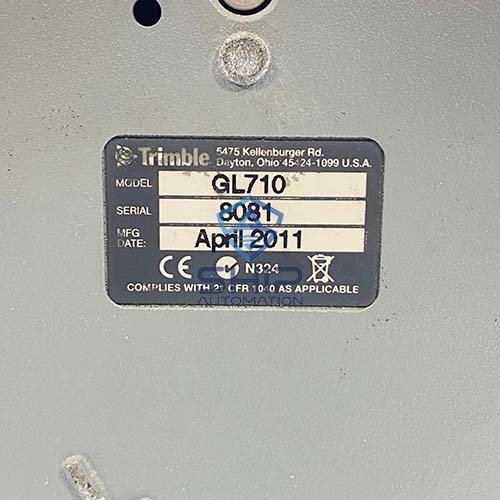 Trimble 5475 Kellenburger Rd.
Dayton, Ohio 45424-1099 U.S.A.
MODEL GL710
SERIAL 8081
MFG DATE: April 2011
CE N324
COMPLIES WITH 21 CFR 1040 AS APPLICABLE
SHIP
AUTOMATION